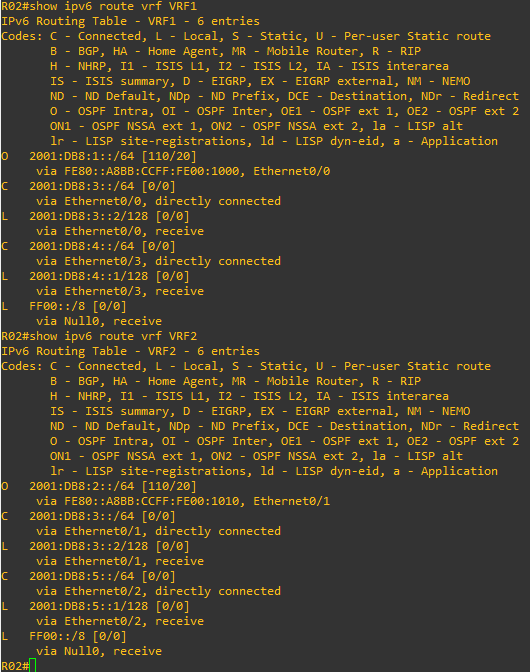 R02#show ipv6 route vrf VRF1
IPv6 Routing Table - VRF1 - 6 entries
Codes: C - Connected, L - Local, S - Static, U - Per-user Static route
       B - BGP, HA - Home Agent, MR - Mobile Router, R - RIP
       H - NHRP, I1 - ISIS L1, I2 - ISIS L2, IA - ISIS interarea
       IS - ISIS summary, D - EIGRP, EX - EIGRP external, NM - NEMO
       ND - ND Default, NDp - ND Prefix, DCE - Destination, NDr - Redirect
       O - OSPF Intra, OI - OSPF Inter, OE1 - OSPF ext 1, OE2 - OSPF ext 2
       ON1 - OSPF NSSA ext 1, ON2 - OSPF NSSA ext 2, la - LISP alt
       lr - LISP site-registrations, ld - LISP dyn-eid, a - Application
O   2001:DB8:1::/64 [110/20]
     via FE80::A8BB:CCFF:FE00:1000, Ethernet0/0
C   2001:DB8:3::/64 [0/0]
     via Ethernet0/0, directly connected
L   2001:DB8:3::2/128 [0/0]
     via Ethernet0/0, receive
C   2001:DB8:4::/64 [0/0]
     via Ethernet0/3, directly connected
L   2001:DB8:4::1/128 [0/0]
     via Ethernet0/3, receive
L   FF00::/8 [0/0]
     via Null0, receive
R02#show ipv6 route vrf VRF2
IPv6 Routing Table - VRF2 - 6 entries
Codes: C - Connected, L - Local, S - Static, U - Per-user Static route
       B - BGP, HA - Home Agent, MR - Mobile Router, R - RIP
       H - NHRP, I1 - ISIS L1, I2 - ISIS L2, IA - ISIS interarea
       IS - ISIS summary, D - EIGRP, EX - EIGRP external, NM - NEMO
       ND - ND Default, NDp - ND Prefix, DCE - Destination, NDr - Redirect
       O - OSPF Intra, OI - OSPF Inter, OE1 - OSPF ext 1, OE2 - OSPF ext 2
       ON1 - OSPF NSSA ext 1, ON2 - OSPF NSSA ext 2, la - LISP alt
       lr - LISP site-registrations, ld - LISP dyn-eid, a - Application
O   2001:DB8:2::/64 [110/20]
     via FE80::A8BB:CCFF:FE00:1010, Ethernet0/1
C   2001:DB8:3::/64 [0/0]
     via Ethernet0/1, directly connected
L   2001:DB8:3::2/128 [0/0]
     via Ethernet0/1, receive
C   2001:DB8:5::/64 [0/0]
     via Ethernet0/2, directly connected
L   2001:DB8:5::1/128 [0/0]
     via Ethernet0/2, receive
L   FF00::/8 [0/0]
     via Null0, receive
R02#